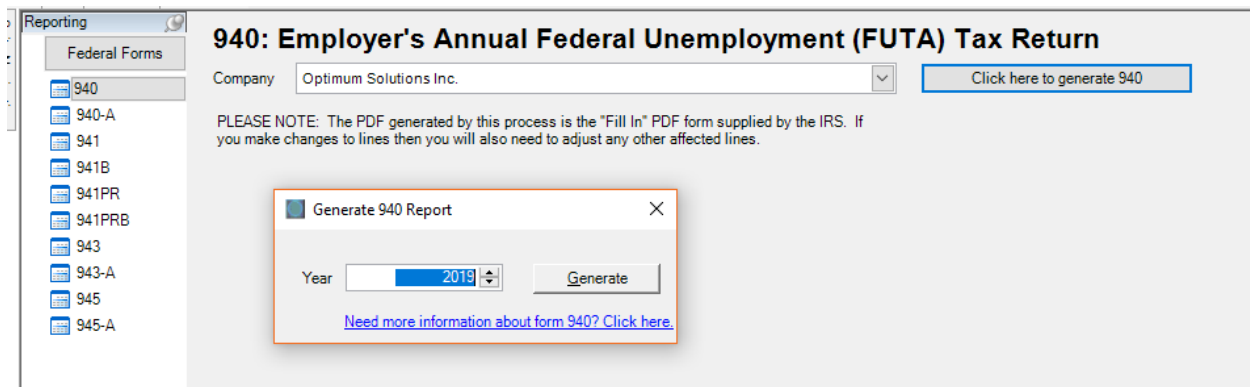 Reporting
Federal Forms
940
940-A
941
941B
941PR
941PRB
943
943-A
945
945-A
940: Employer's Annual Federal Unemployment (FUTA) Tax Return
Company Optimum Solutions Inc. Click here to generate 940
PLEASE NOTE: The PDF generated by this process is the "Fill In" PDF form supplied by the IRS. If
you make changes to lines then you will also need to adjust any other affected lines.
Generate 940 Report
Year 2019 Generate
Need more information about form 940? Click here.